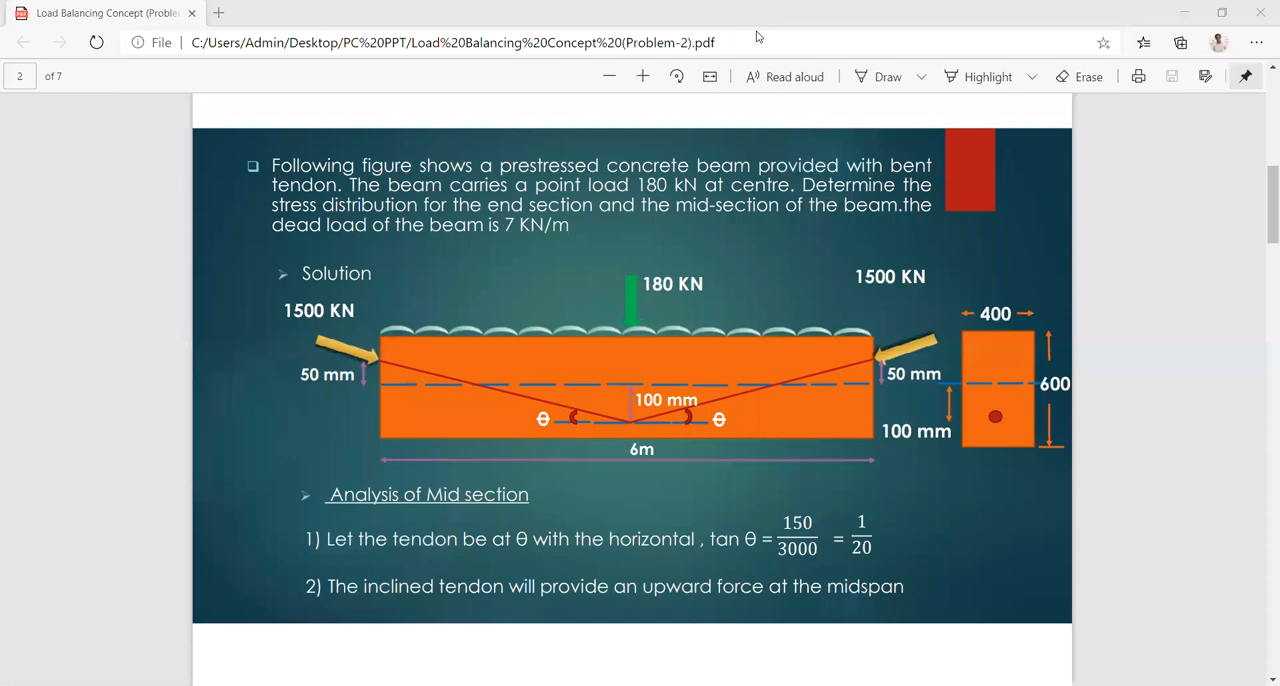 Load Balancing Concept (Proble
File
C:/Users/Admin/Desktop/PC%20PPT/Load%20Balancing%20Concept%20(Problem-2).pdf
2 of 7
Read aloud
Draw
Highlight
Erase
Following figure shows a prestressed concrete beam provided with bent
tendon. The beam carries a point load 180 kN at centre. Determine the
stress distribution for the end section and the mid-section of the beam.the
dead load of the beam is 7 KN/m
Solution
180 KN
1500 KN
1500 KN
400
50 mm
50 mm
600
100 mm
θ
θ
100 mm
6m
Analysis of Mid section
1) Let the tendon be at θ with the horizontal , tan θ = 150/3000 = 1/20
2) The inclined tendon will provide an upward force at the midspan